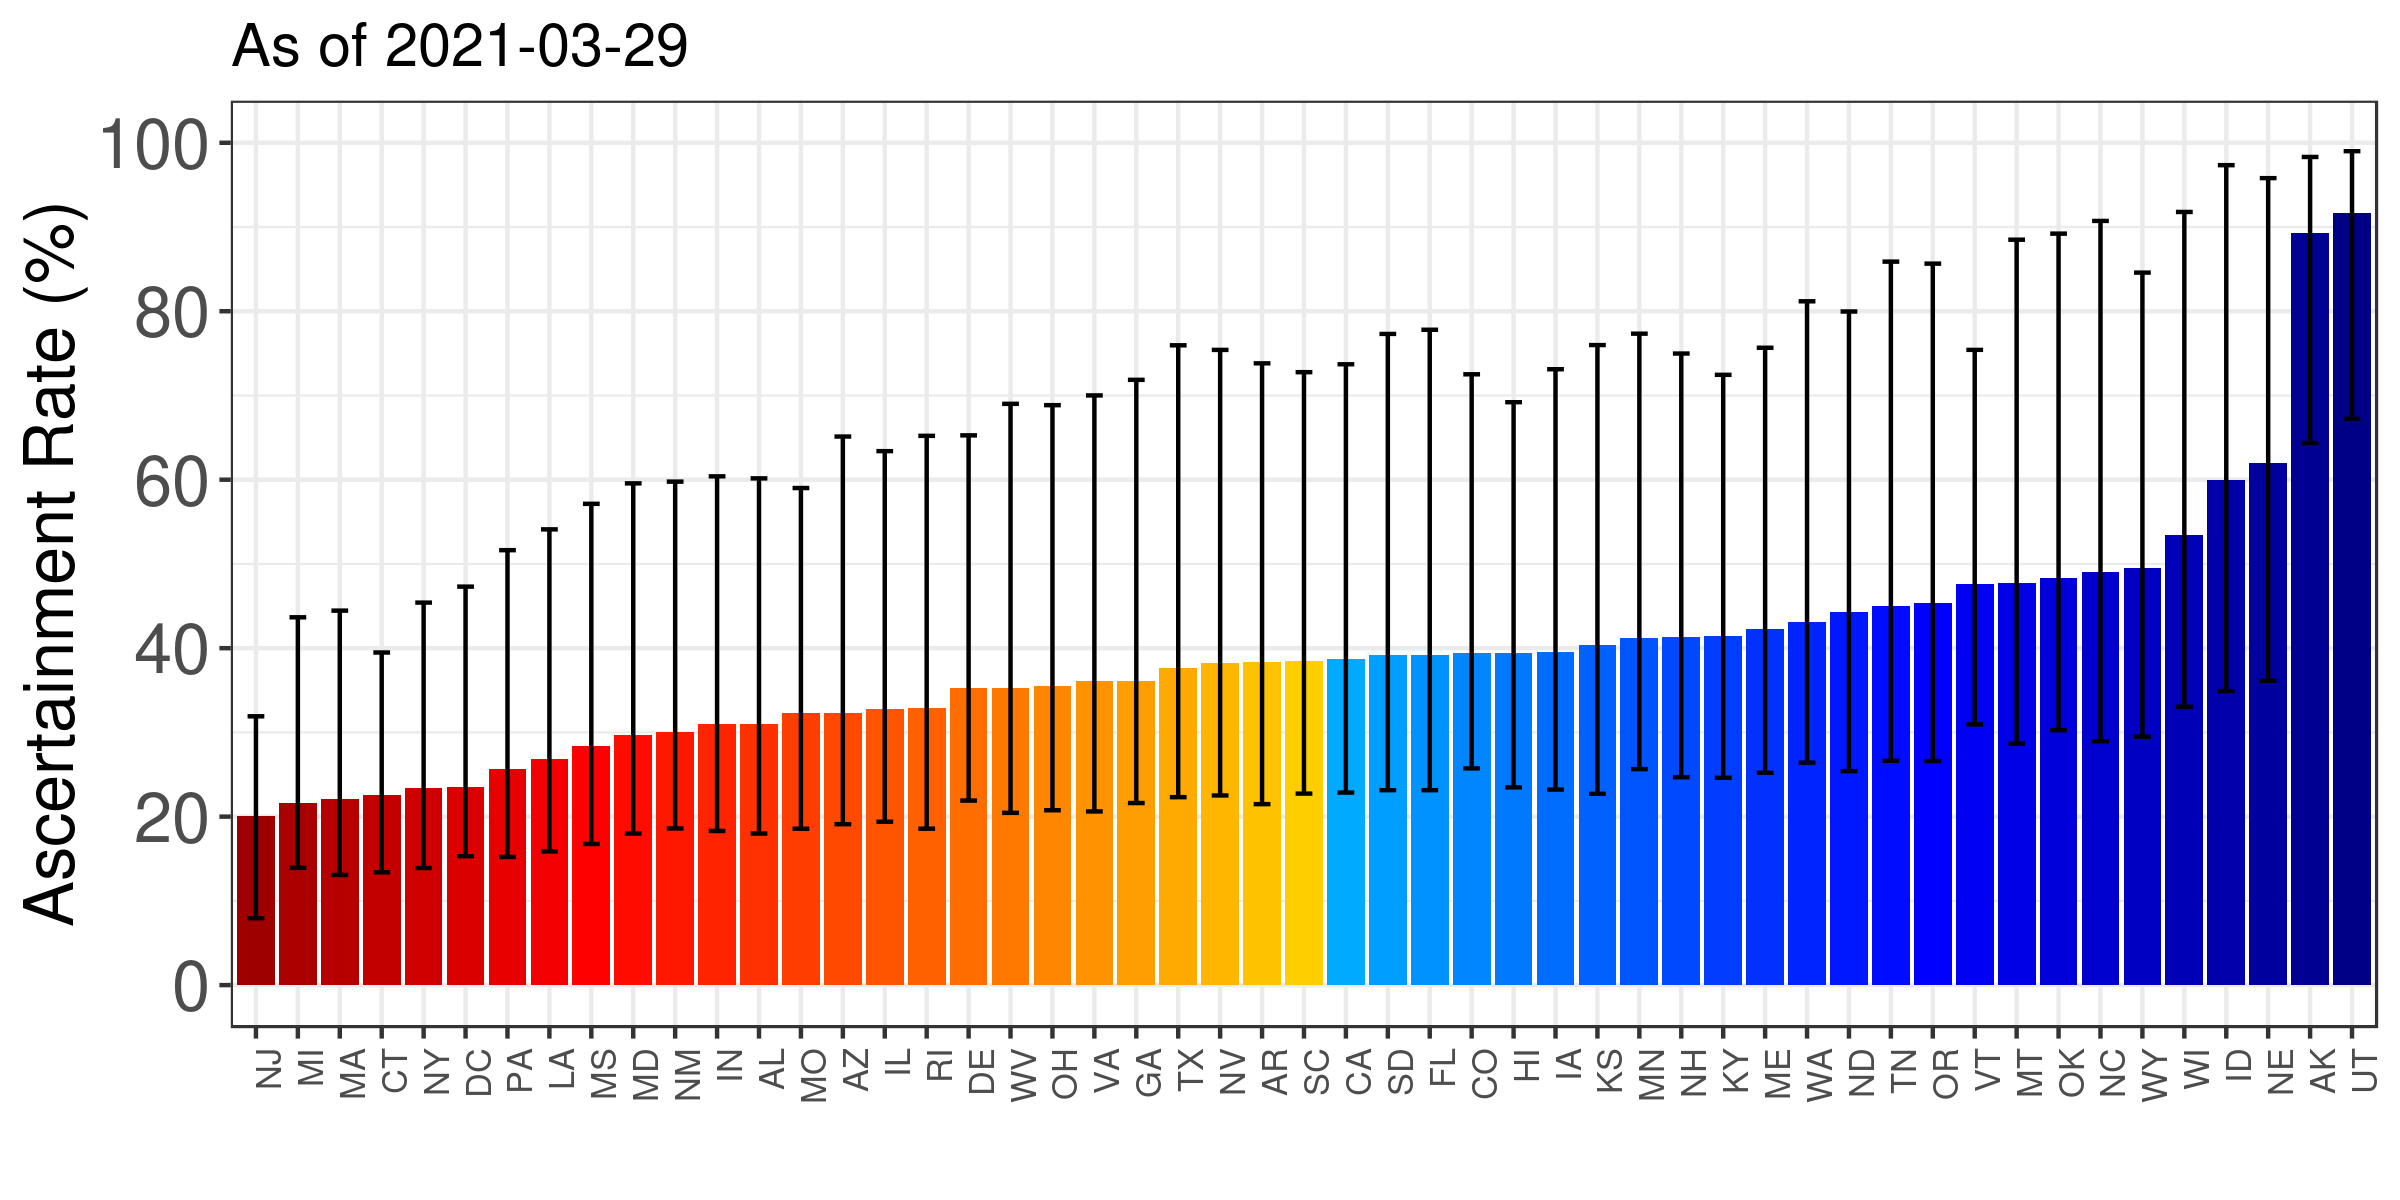 As of 2021-03-29
Ascertainment Rate (%)
100
80
60
40
20
0
NJ MI MA CT NY DC PA LA MS MD NM IN AL MO AZ IL RI DE WV OH VA GA TX NV AR SC CA SD FL CO HI IA KS MN NH KY ME WA ND TN OR VT MT OK NC WY WI ID NE AK UT